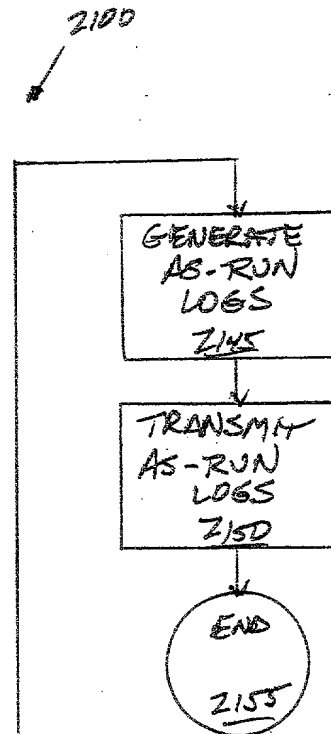 2100
GENERATE
AS-RUN
LOGS
2145
TRANSMIT
AS-RUN
LOGS
2150
END
2155